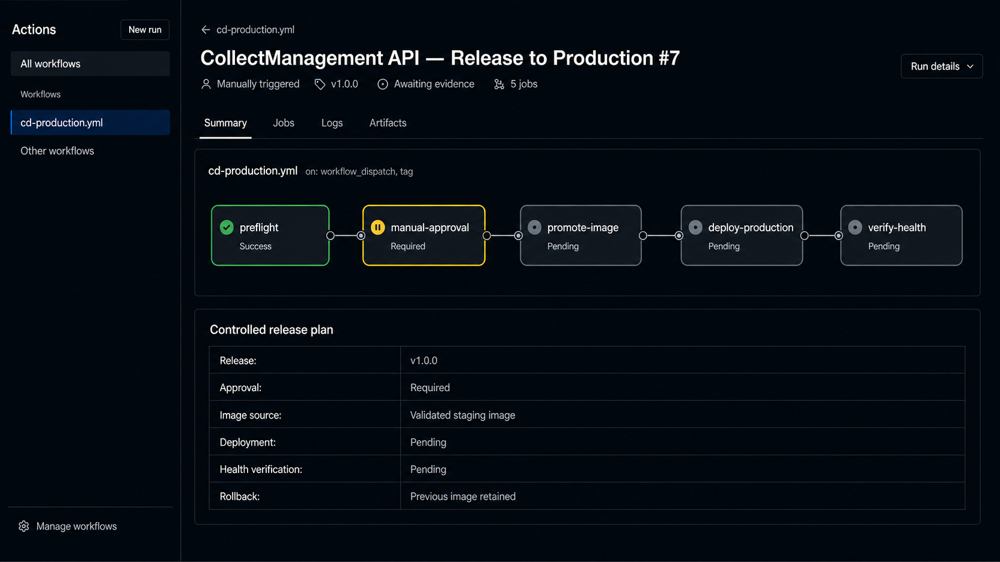 Actions
New run
All workflows
Workflows
cd-production.yml
Other workflows
Manage workflows
cd-production.yml
CollectManagement API — Release to Production #7
Manually triggered
v1.0.0
Awaiting evidence
5 jobs
Run details
Summary
Jobs
Logs
Artifacts
cd-production.yml on: workflow_dispatch, tag
preflight
Success
manual-approval
Required
promote-image
Pending
deploy-production
Pending
verify-health
Pending
Controlled release plan
Release: v1.0.0
Approval: Required
Image source: Validated staging image
Deployment: Pending
Health verification: Pending
Rollback: Previous image retained